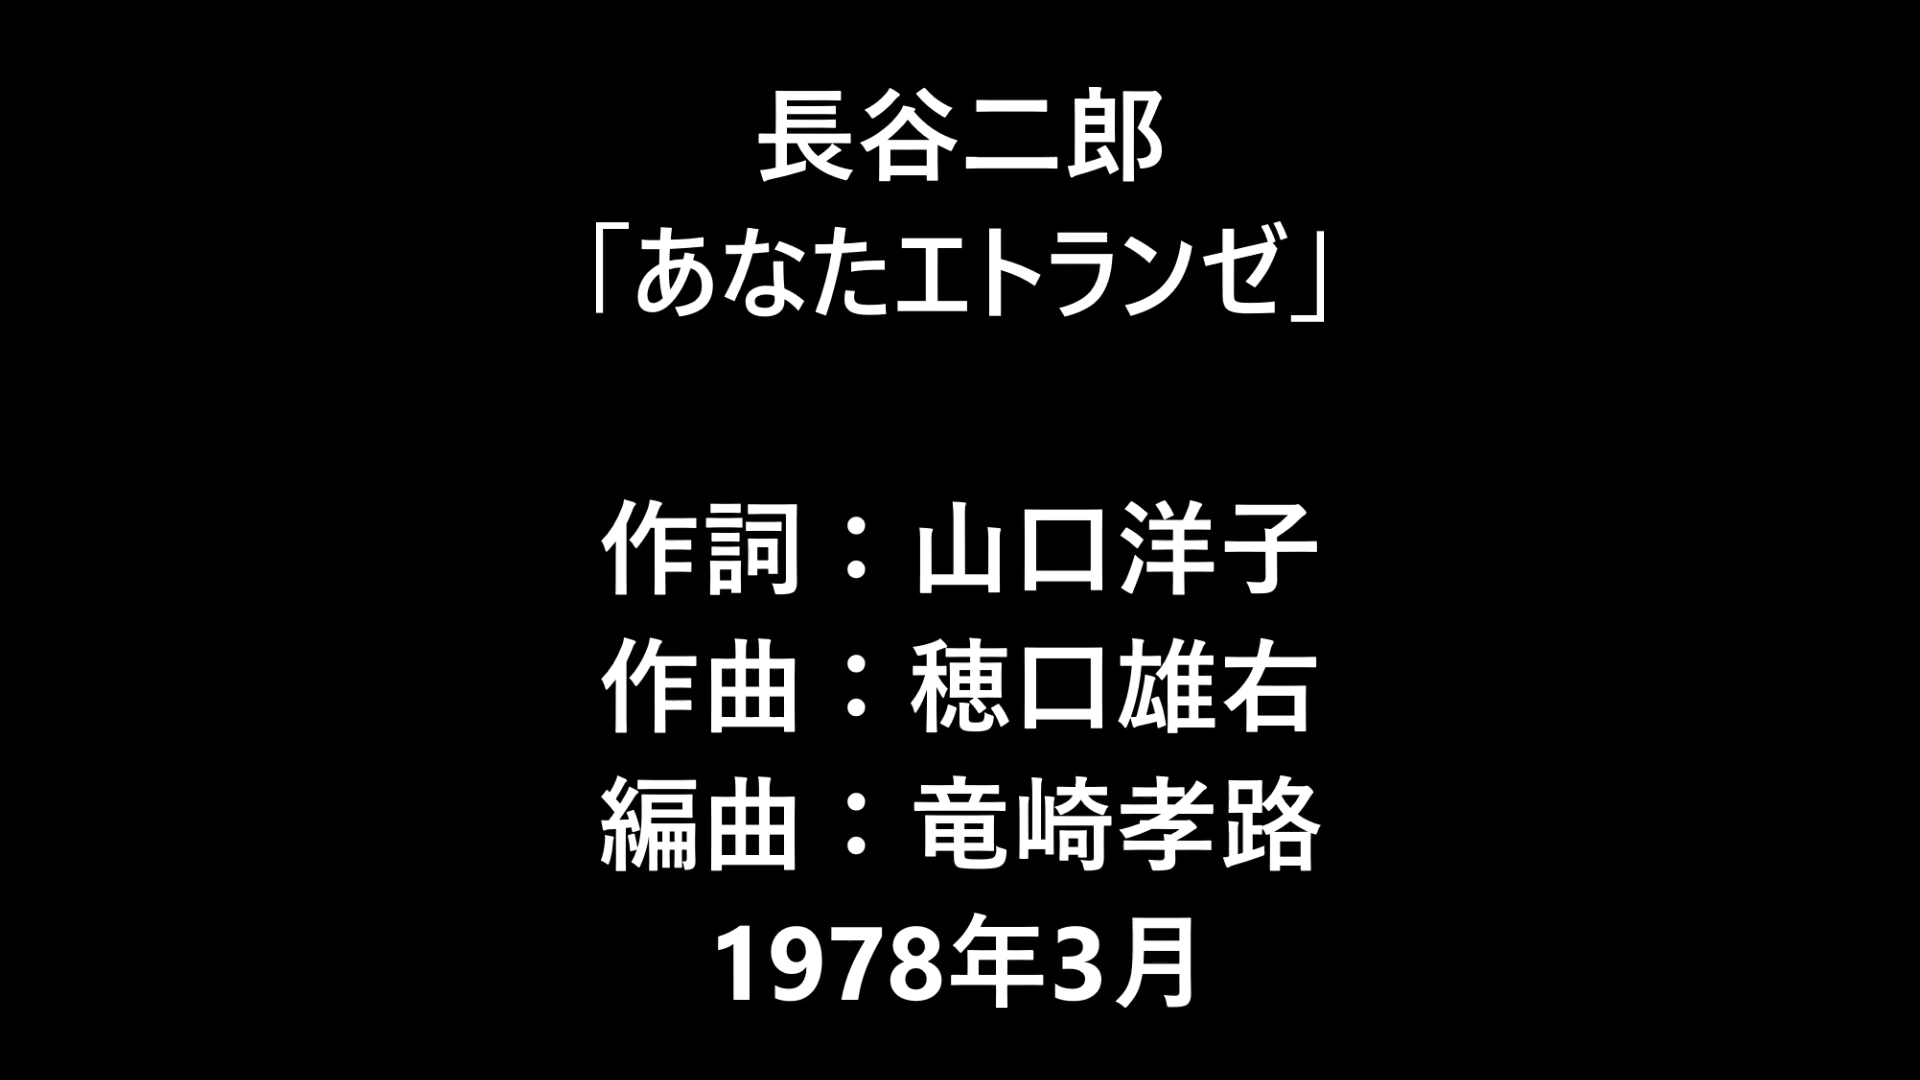 長谷二郎
「あなたエトランゼ」
作詞：山口洋子
作曲：穂口雄右
編曲：竜崎孝路
1978年3月